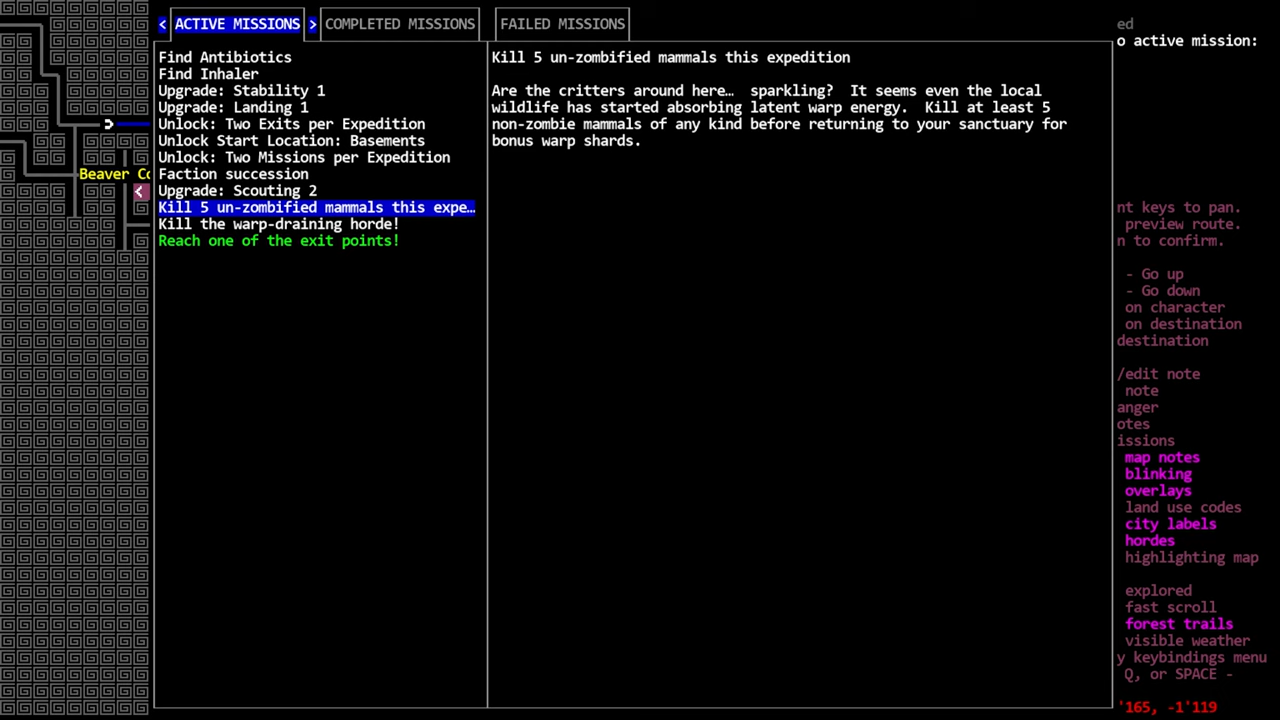 < ACTIVE MISSIONS > COMPLETED MISSIONS FAILED MISSIONS
Find Antibiotics
Find Inhaler
Upgrade: Stability 1
Upgrade: Landing 1
Unlock: Two Exits per Expedition
Unlock Start Location: Basements
Unlock: Two Missions per Expedition
Faction succession
Upgrade: Scouting 2
Kill 5 un-zombified mammals this expe…
Kill the warp-draining horde!
Reach one of the exit points!
Kill 5 un-zombified mammals this expedition
Are the critters around here… sparkling? It seems even the local
wildlife has started absorbing latent warp energy. Kill at least 5
non-zombie mammals of any kind before returning to your sanctuary for
bonus warp shards.
Beaver Co
<
ed
o active mission:
nt keys to pan.
preview route.
n to confirm.
- Go up
- Go down
on character
on destination
destination
/edit note
note
anger
otes
issions
map notes
blinking
overlays
land use codes
city labels
hordes
highlighting map
explored
fast scroll
forest trails
visible weather
y keybindings menu
Q, or SPACE -
'165, -1'119